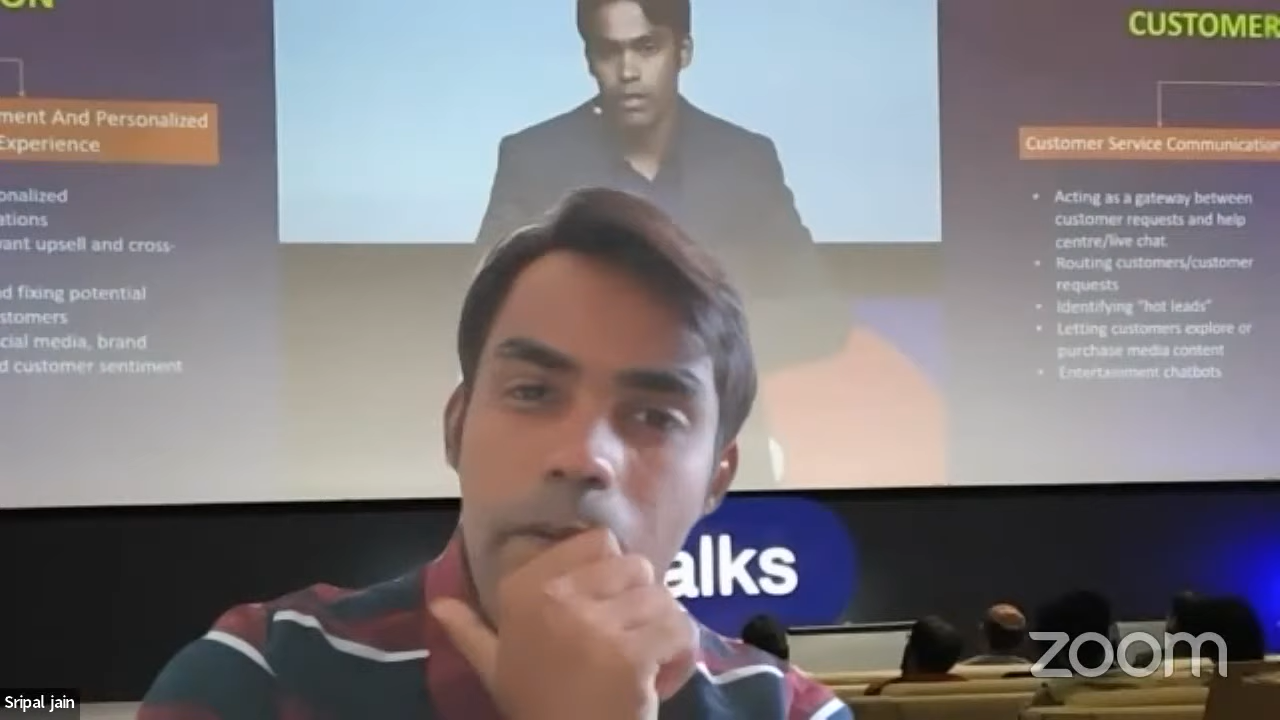 ON
ment And Personalized
Experience
onalized
ations
vant upsell and cross-
d fixing potential
stomers
cial media, brand
d customer sentiment
CUSTOMER
Customer Service Communication
• Acting as a gateway between
customer requests and help
centre/live chat
• Routing customers/customer
requests
• Identifying "hot leads"
• Letting customers explore or
purchase media content
• Entertainment chatbots
alks
zoom
Sripal jain